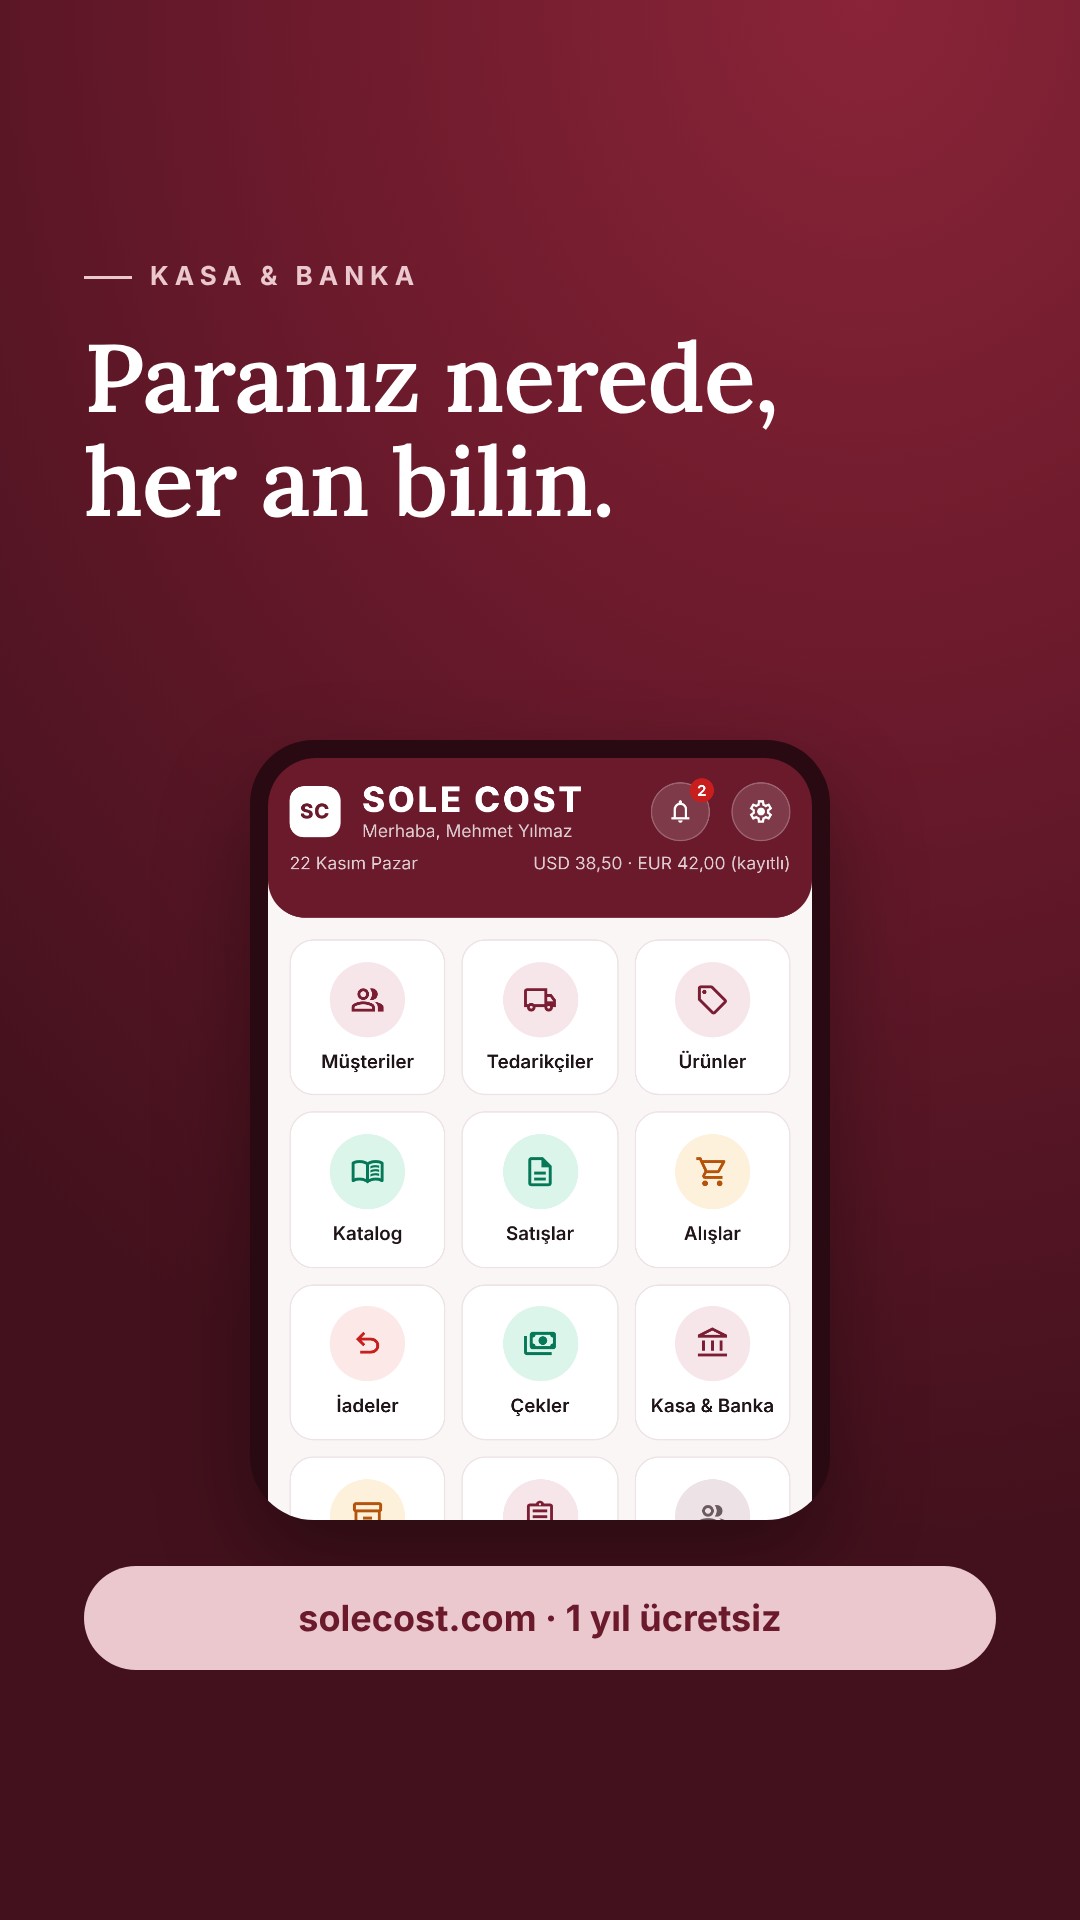 KASA & BANKA
Paranız nerede,
her an bilin.
SC
SOLE COST
Merhaba, Mehmet Yılmaz
2
22 Kasım Pazar
USD 38,50 · EUR 42,00 (kayıtlı)
Müşteriler
Tedarikçiler
Ürünler
Katalog
Satışlar
Alışlar
İadeler
Çekler
Kasa & Banka
solecost.com · 1 yıl ücretsiz